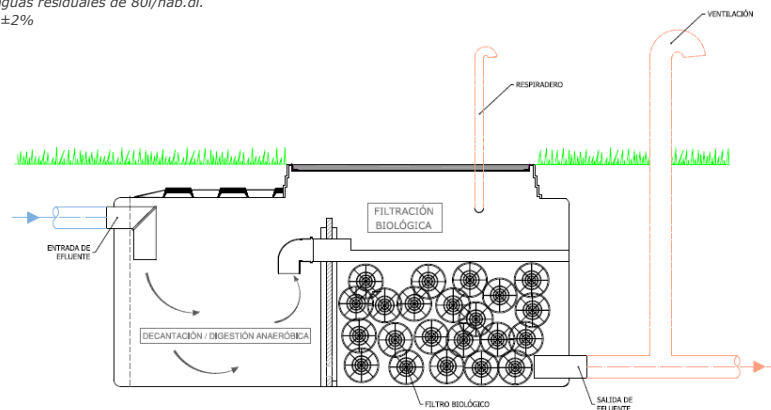 aguas residuales de 80l/hab.dí.
±2%
VENTILACIÓN
RESPIRADERO
FILTRACIÓN
BIOLÓGICA
ENTRADA DE
EFLUENTE
DECANTACIÓN / DIGESTIÓN ANAERÓBICA
FILTRO BIOLÓGICO
SALIDA DE
EFLUENTE